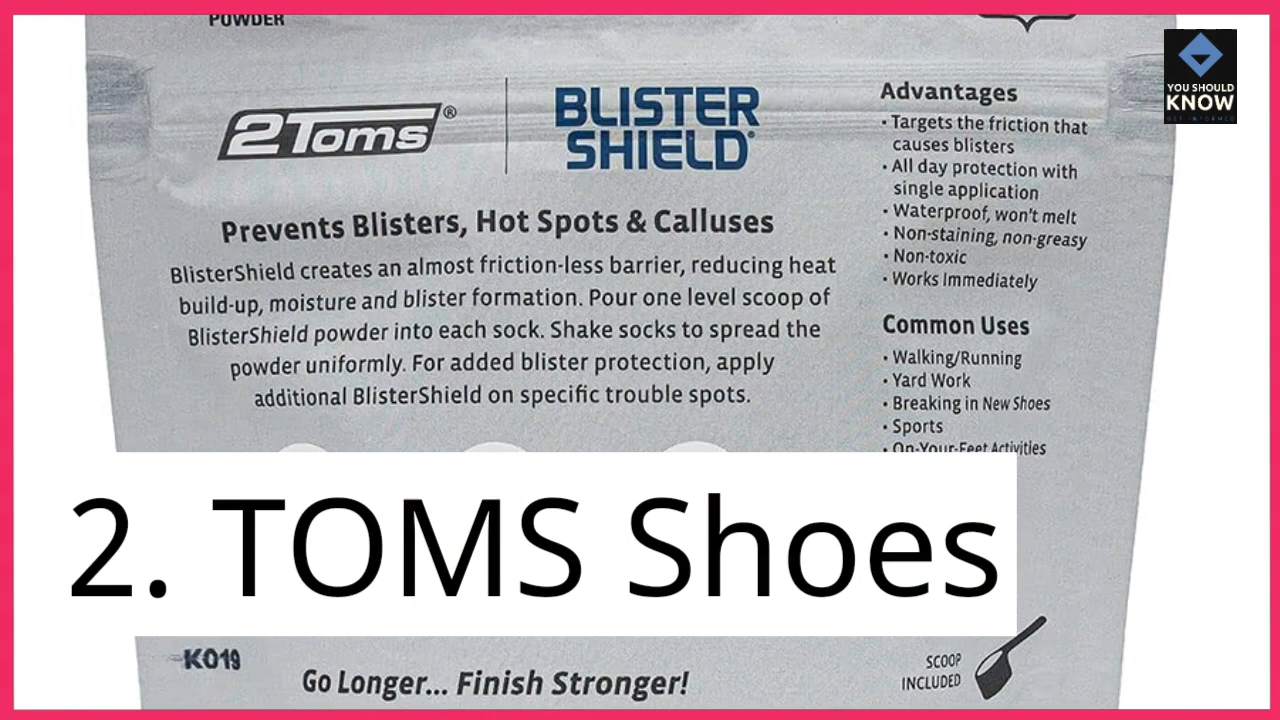 POWDER
2Toms®
BLISTER
SHIELD®
Prevents Blisters, Hot Spots & Calluses
BlisterShield creates an almost friction-less barrier, reducing heat
build-up, moisture and blister formation. Pour one level scoop of
BlisterShield powder into each sock. Shake socks to spread the
powder uniformly. For added blister protection, apply
additional BlisterShield on specific trouble spots.
Advantages
• Targets the friction that
causes blisters
• All day protection with
single application
• Waterproof, won't melt
• Non-staining, non-greasy
• Non-toxic
• Works Immediately
Common Uses
• Walking/Running
• Yard Work
• Breaking in New Shoes
• Sports
• On-Your-Feet Activities
YOU SHOULD
KNOW
GET INFORMED
2. TOMS Shoes
K019
Go Longer... Finish Stronger!
SCOOP
INCLUDED